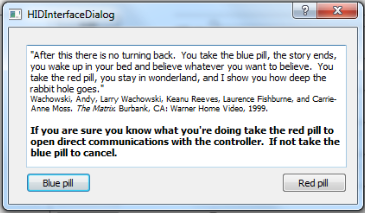 HIDInterfaceDialog
"After this there is no turning back.  You take the blue pill, the story ends,
you wake up in your bed and believe whatever you want to believe.  You
take the red pill, you stay in wonderland, and I show you how deep the
rabbit hole goes."
Wachowski, Andy, Larry Wachowski, Keanu Reeves, Laurence Fishburne, and Carrie-
Anne Moss. The Matrix. Burbank, CA: Warner Home Video, 1999.
If you are sure you know what you're doing take the red pill to
open direct communications with the controller.  If not take the
blue pill to cancel.
Blue pill
Red pill